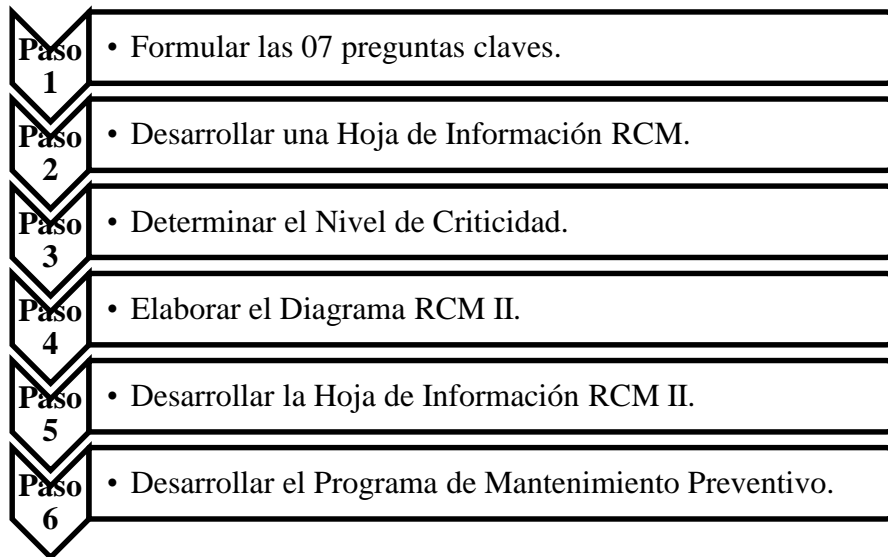 Paso 1
• Formular las 07 preguntas claves.
Paso 2
• Desarrollar una Hoja de Información RCM.
Paso 3
• Determinar el Nivel de Criticidad.
Paso 4
• Elaborar el Diagrama RCM II.
Paso 5
• Desarrollar la Hoja de Información RCM II.
Paso 6
• Desarrollar el Programa de Mantenimiento Preventivo.